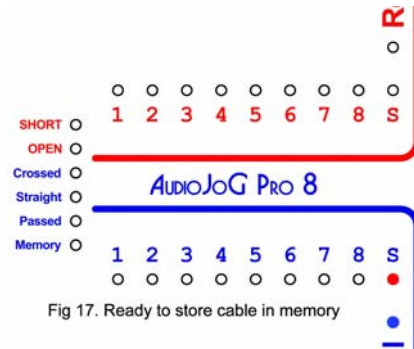 R
1 2 3 4 5 6 7 8 S
SHORT
OPEN
Crossed
Straight
Passed
Memory
AudioJoG Pro 8
1 2 3 4 5 6 7 8 S
Fig 17. Ready to store cable in memory